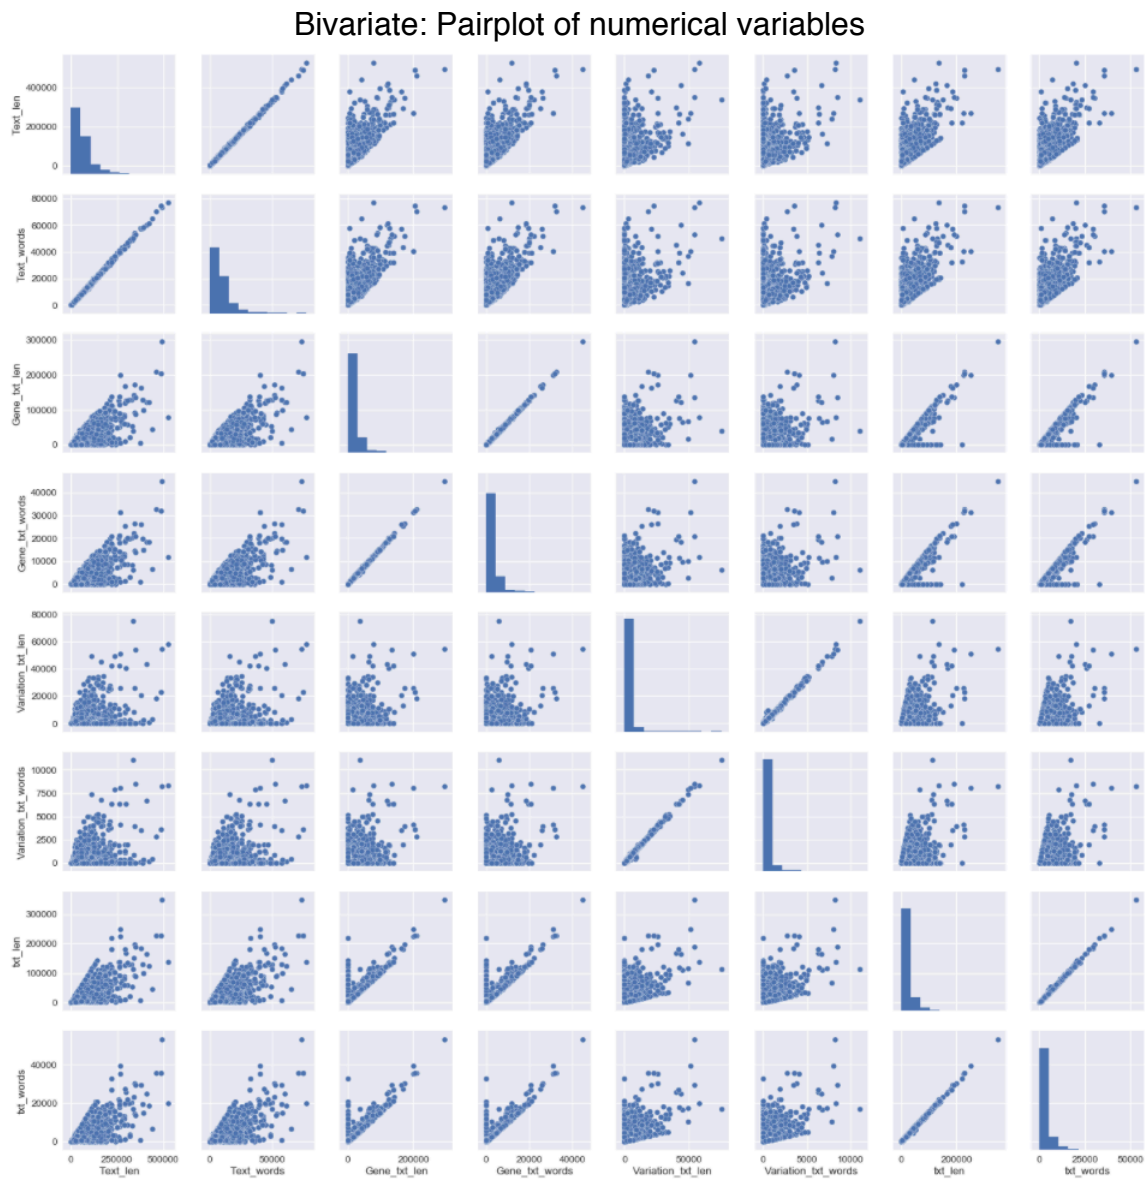 Bivariate: Pairplot of numerical variables
Text_len
400000
200000
0
Text_words
80000
60000
40000
20000
0
Gene_txt_len
300000
200000
100000
0
Gene_txt_words
40000
30000
20000
10000
0
Variation_txt_len
80000
60000
40000
20000
0
Variation_txt_words
10000
7500
5000
2500
0
txt_len
300000
200000
100000
0
txt_words
40000
20000
0
0 250000 500000
Text_len
0 50000
Text_words
0 200000
Gene_txt_len
0 20000 40000
Gene_txt_words
0 25000 50000 75000
Variation_txt_len
0 5000 10000
Variation_txt_words
0 200000
txt_len
0 25000 50000
txt_words